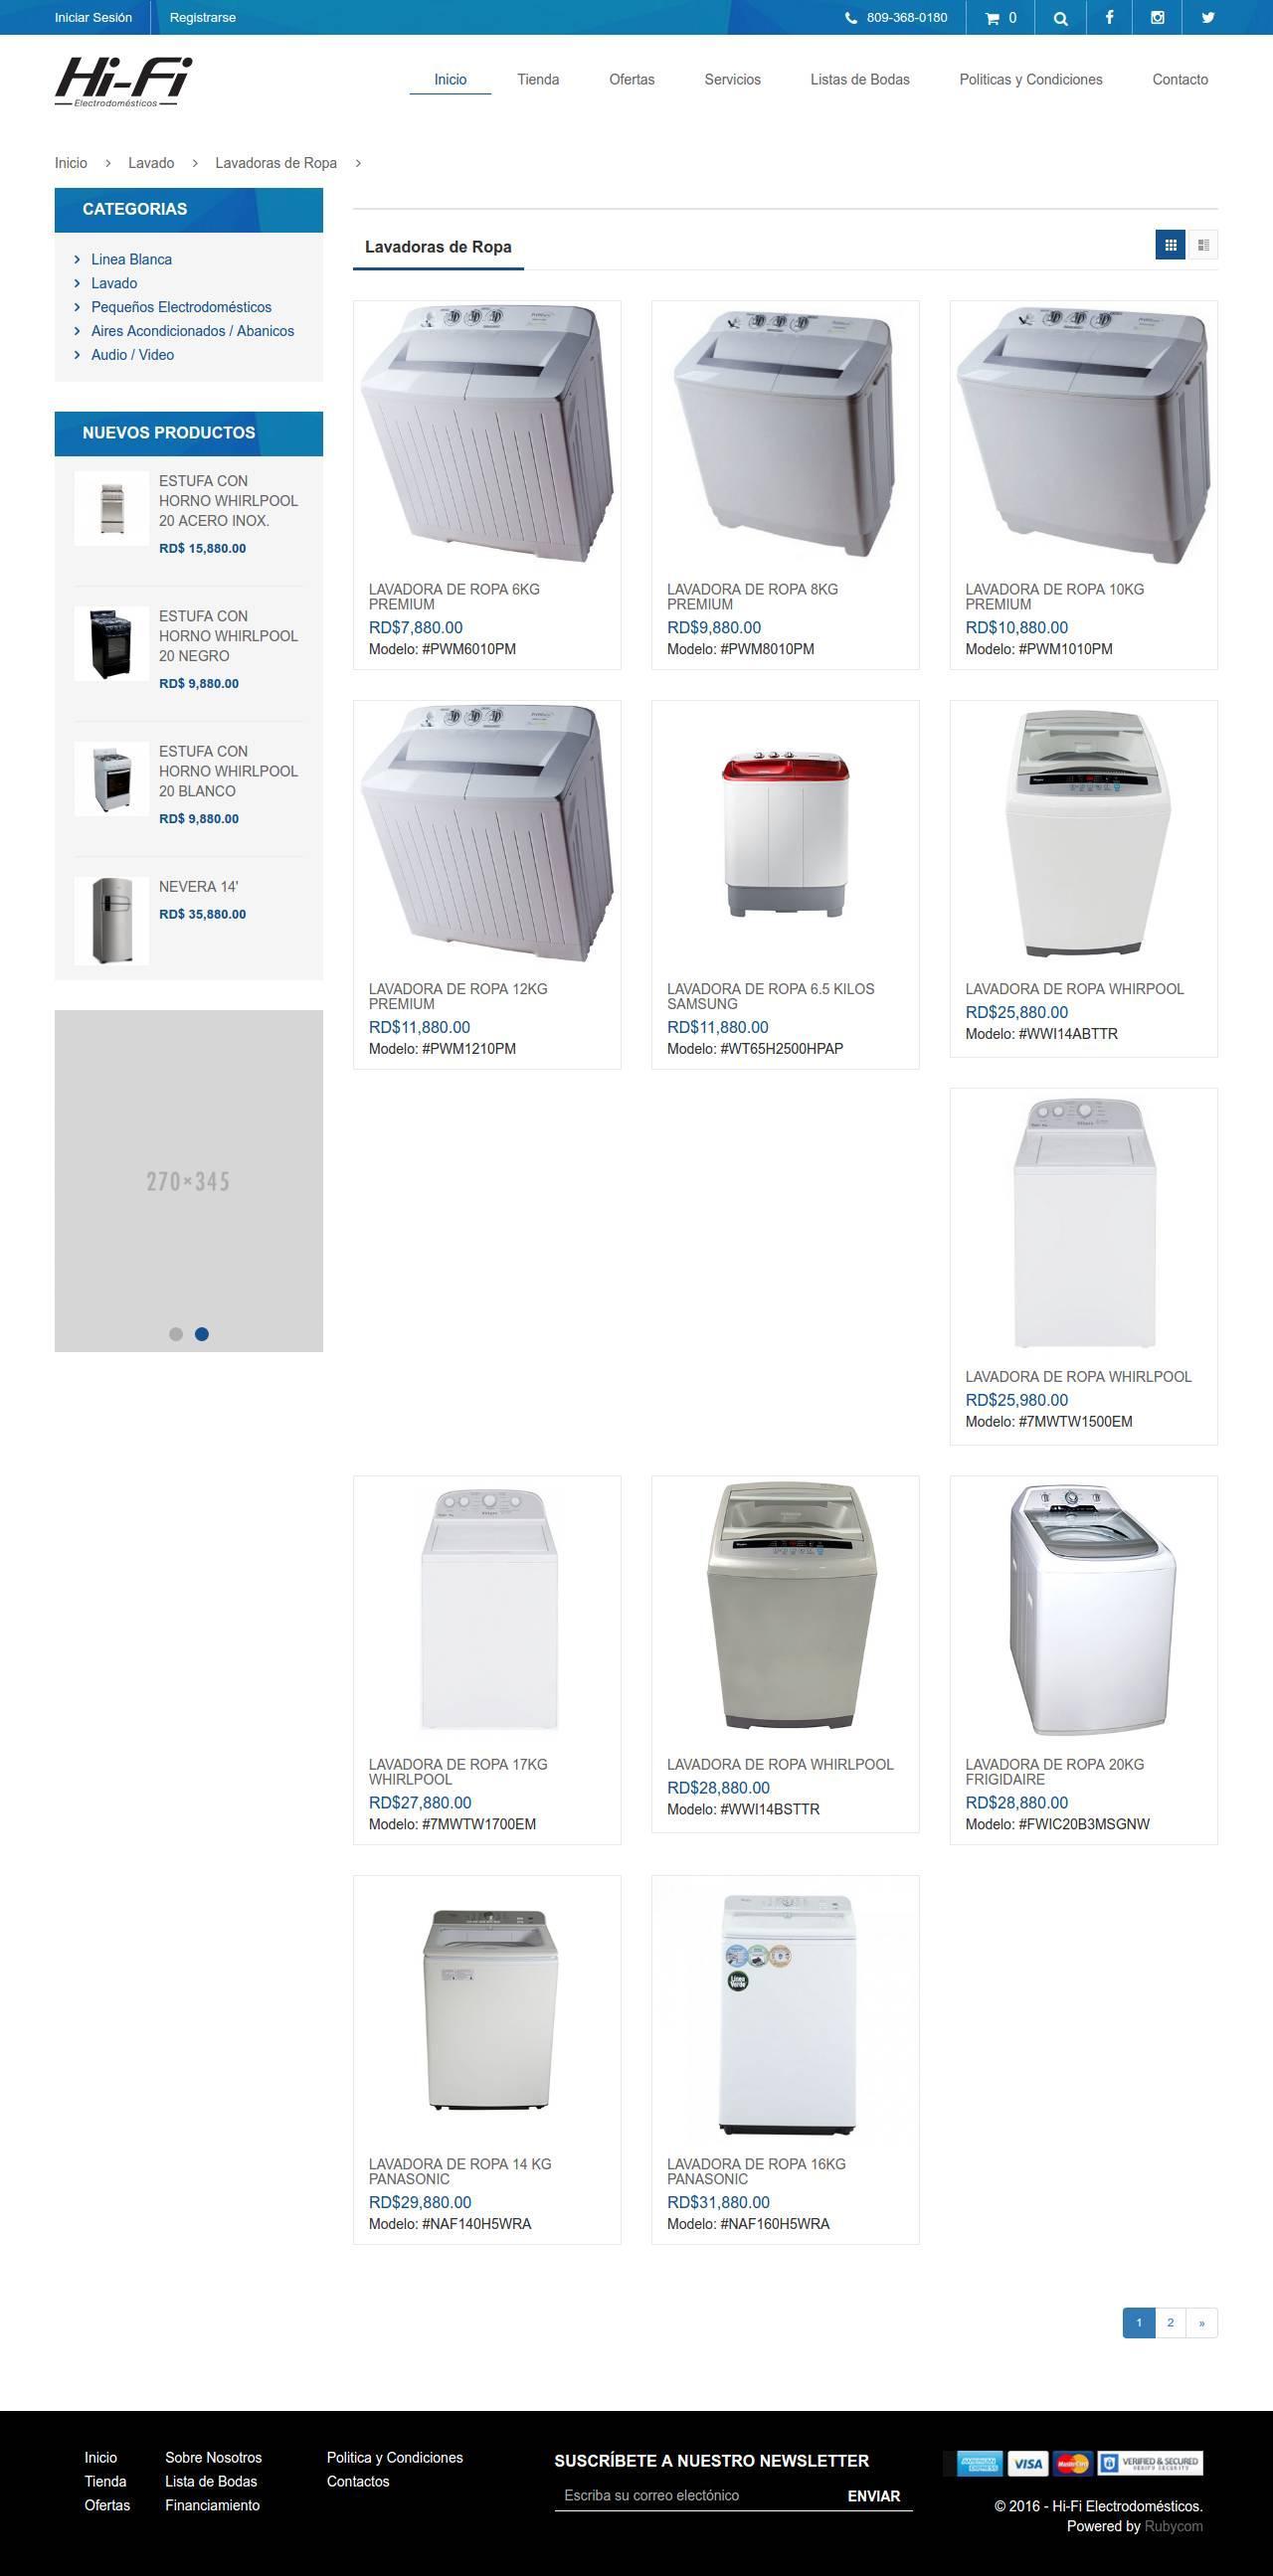 Iniciar Sesión
Registrarse
809-368-0180
0
Hi-Fi
Electrodomésticos
Inicio
Tienda
Ofertas
Servicios
Listas de Bodas
Politicas y Condiciones
Contacto
Inicio > Lavado > Lavadoras de Ropa >
CATEGORIAS
Linea Blanca
Lavado
Pequeños Electrodomésticos
Aires Acondicionados / Abanicos
Audio / Video
NUEVOS PRODUCTOS
ESTUFA CON
HORNO WHIRLPOOL
20 ACERO INOX.
RD$ 15,880.00
ESTUFA CON
HORNO WHIRLPOOL
20 NEGRO
RD$ 9,880.00
ESTUFA CON
HORNO WHIRLPOOL
20 BLANCO
RD$ 9,880.00
NEVERA 14'
RD$ 35,880.00
270×345
Lavadoras de Ropa
LAVADORA DE ROPA 6KG
PREMIUM
RD$7,880.00
Modelo: #PWM6010PM
LAVADORA DE ROPA 8KG
PREMIUM
RD$9,880.00
Modelo: #PWM8010PM
LAVADORA DE ROPA 10KG
PREMIUM
RD$10,880.00
Modelo: #PWM1010PM
LAVADORA DE ROPA 12KG
PREMIUM
RD$11,880.00
Modelo: #PWM1210PM
LAVADORA DE ROPA 6.5 KILOS
SAMSUNG
RD$11,880.00
Modelo: #WT65H2500HPAP
LAVADORA DE ROPA WHIRPOOL
RD$25,880.00
Modelo: #WWI14ABTTR
LAVADORA DE ROPA WHIRLPOOL
RD$25,980.00
Modelo: #7MWTW1500EM
LAVADORA DE ROPA 17KG
WHIRLPOOL
RD$27,880.00
Modelo: #7MWTW1700EM
LAVADORA DE ROPA WHIRLPOOL
RD$28,880.00
Modelo: #WWI14BSTTR
LAVADORA DE ROPA 20KG
FRIGIDAIRE
RD$28,880.00
Modelo: #FWIC20B3MSGNW
LAVADORA DE ROPA 14 KG
PANASONIC
RD$29,880.00
Modelo: #NAF140H5WRA
LAVADORA DE ROPA 16KG
PANASONIC
RD$31,880.00
Modelo: #NAF160H5WRA
1
2
»
Inicio
Tienda
Ofertas
Sobre Nosotros
Lista de Bodas
Financiamiento
Politica y Condiciones
Contactos
SUSCRÍBETE A NUESTRO NEWSLETTER
Escriba su correo electónico
ENVIAR
VISA
MasterCard
VERIFIED & SECURED
VERIFY SECURITY
© 2016 - Hi-Fi Electrodomésticos.
Powered by Rubycom